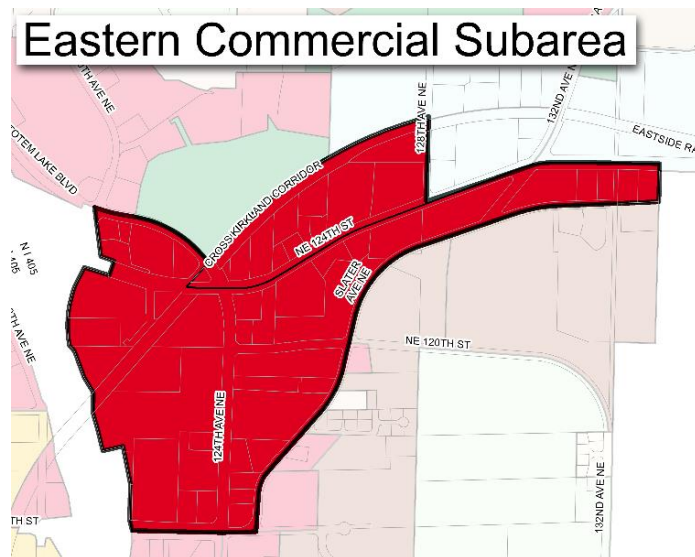 Eastern Commercial Subarea
TOTEM LAKE BLVD
128TH AVE NE
132ND AVE N
EASTSIDE RA
CROSS KIRKLAND CORRIDOR
NE 124TH ST
N I 405
SLATER
AVE NE
NE 120TH ST
124TH AVE NE
132ND AVE NE
TH ST